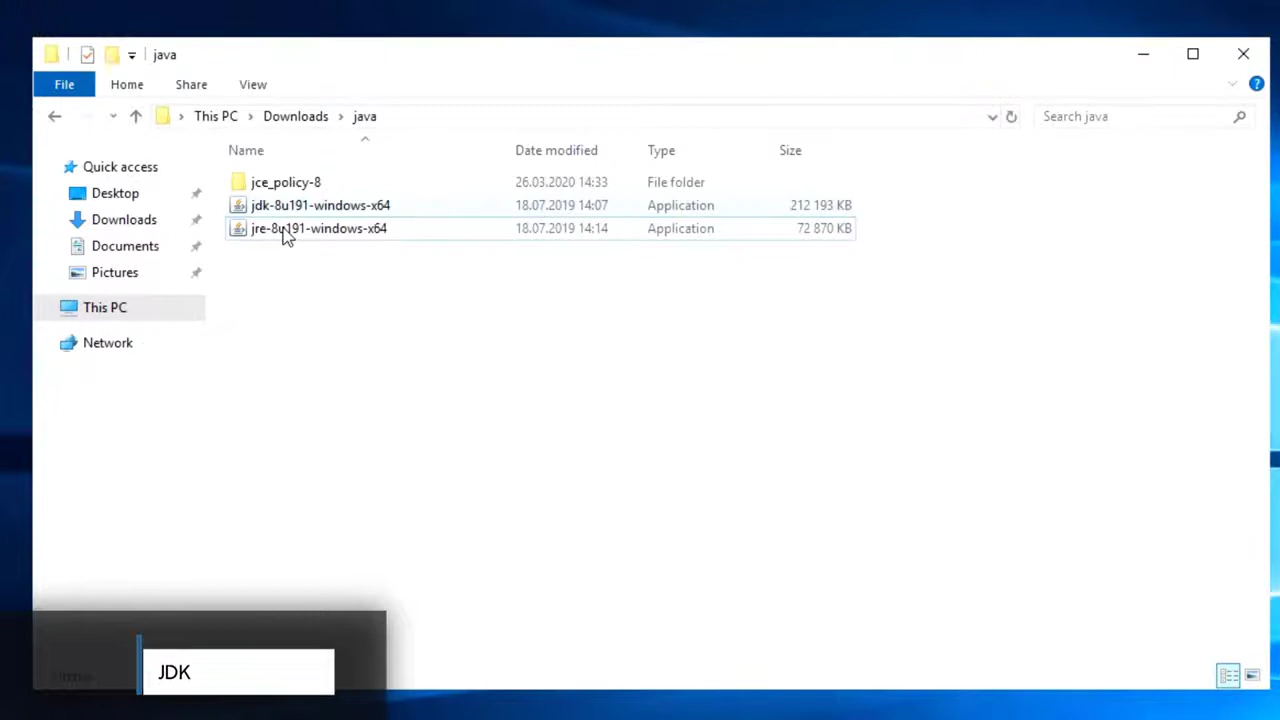 java
File Home Share View
This PC Downloads java Search java
Name Date modified Type Size
Quick access
Desktop
Downloads
Documents
Pictures
This PC
Network
jce_policy-8 26.03.2020 14:33 File folder
jdk-8u191-windows-x64 18.07.2019 14:07 Application 212 193 KB
jre-8u191-windows-x64 18.07.2019 14:14 Application 72 870 KB
JDK